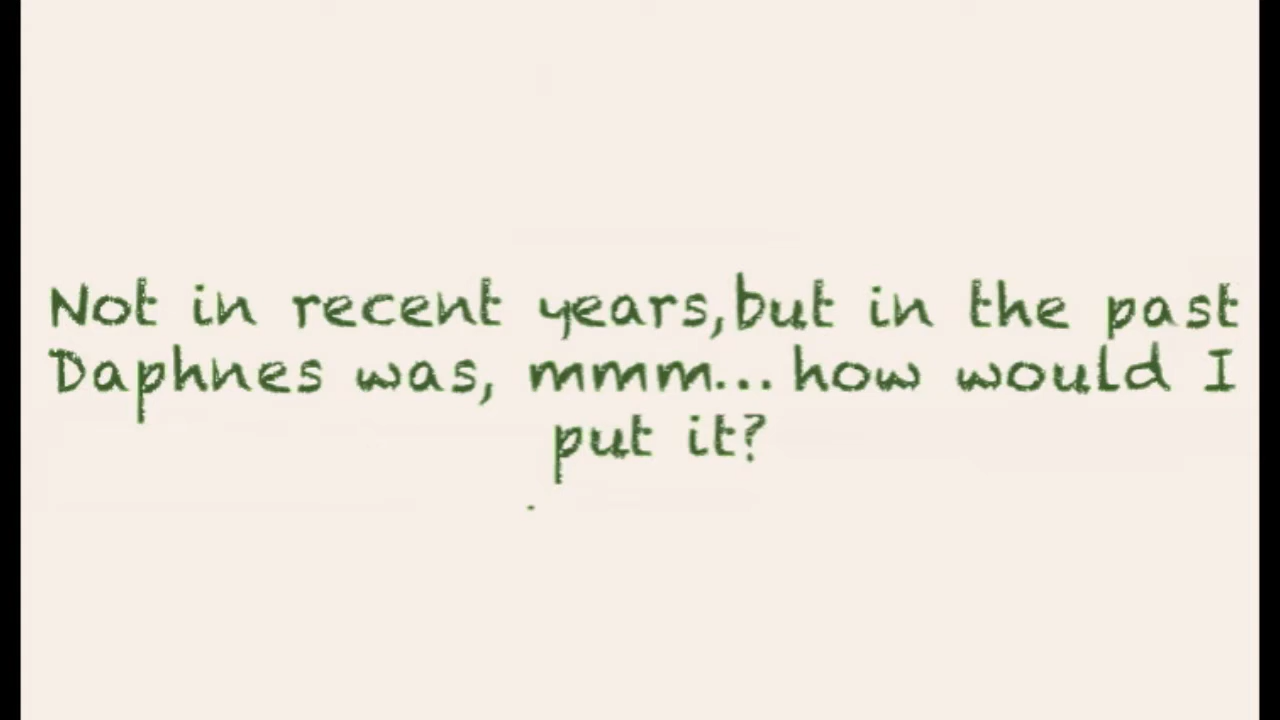 Not in recent years,but in the past
Daphnes was, mmm... how would I
put it?